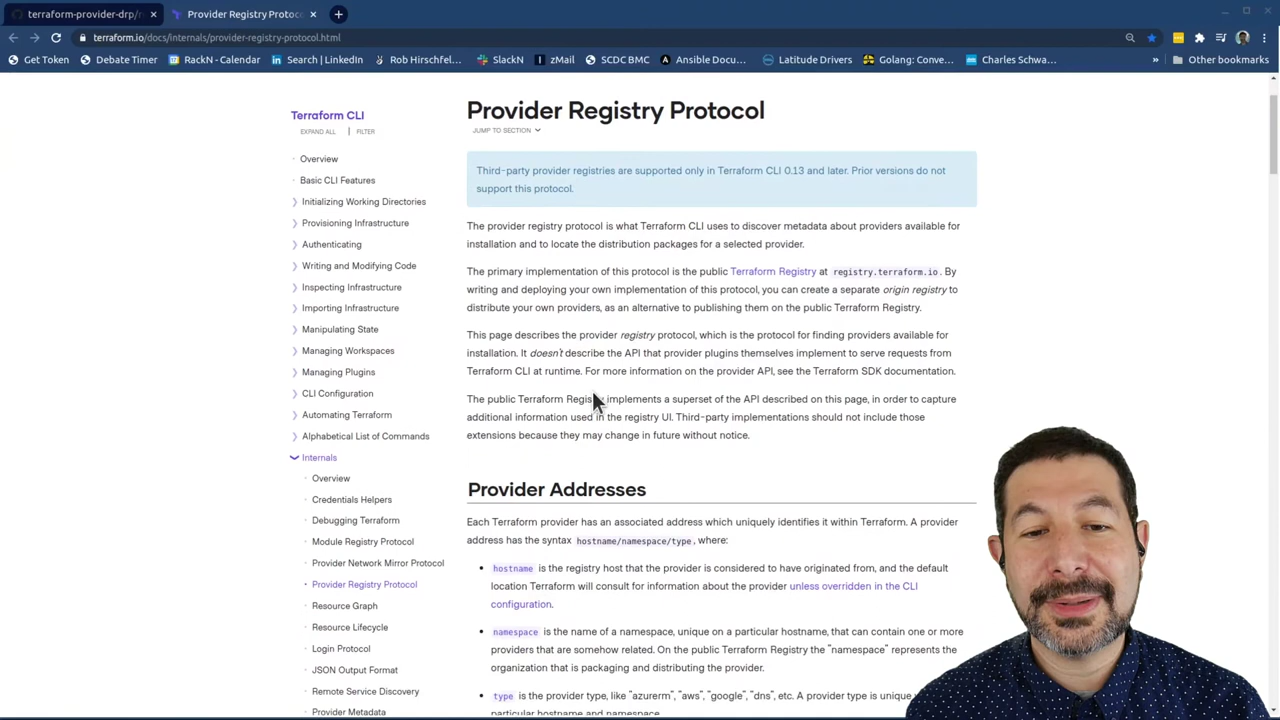 terraform-provider-drp/
Provider Registry Protoc
terraform.io/docs/internals/provider-registry-protocol.html
Get Token
Debate Timer
RackN - Calendar
Search | LinkedIn
Rob Hirschfel...
SlackN
zMail
SCDC BMC
Ansible Docu...
Latitude Drivers
Golang: Conve...
Charles Schwa...
»
Other bookmarks
Terraform CLI
EXPAND ALL | FILTER
Overview
Basic CLI Features
Initializing Working Directories
Provisioning Infrastructure
Authenticating
Writing and Modifying Code
Inspecting Infrastructure
Importing Infrastructure
Manipulating State
Managing Workspaces
Managing Plugins
CLI Configuration
Automating Terraform
Alphabetical List of Commands
Internals
Overview
Credentials Helpers
Debugging Terraform
Module Registry Protocol
Provider Network Mirror Protocol
Provider Registry Protocol
Resource Graph
Resource Lifecycle
Login Protocol
JSON Output Format
Remote Service Discovery
Provider Metadata
Provider Registry Protocol
JUMP TO SECTION
Third-party provider registries are supported only in Terraform CLI 0.13 and later. Prior versions do not
support this protocol.
The provider registry protocol is what Terraform CLI uses to discover metadata about providers available for
installation and to locate the distribution packages for a selected provider.
The primary implementation of this protocol is the public Terraform Registry at registry.terraform.io. By
writing and deploying your own implementation of this protocol, you can create a separate origin registry to
distribute your own providers, as an alternative to publishing them on the public Terraform Registry.
This page describes the provider registry protocol, which is the protocol for finding providers available for
installation. It doesn't describe the API that provider plugins themselves implement to serve requests from
Terraform CLI at runtime. For more information on the provider API, see the Terraform SDK documentation.
The public Terraform Registry implements a superset of the API described on this page, in order to capture
additional information used in the registry UI. Third-party implementations should not include those
extensions because they may change in future without notice.
Provider Addresses
Each Terraform provider has an associated address which uniquely identifies it within Terraform. A provider
address has the syntax hostname/namespace/type, where:
hostname is the registry host that the provider is considered to have originated from, and the default
location Terraform will consult for information about the provider unless overridden in the CLI
configuration.
namespace is the name of a namespace, unique on a particular hostname, that can contain one or more
providers that are somehow related. On the public Terraform Registry the "namespace" represents the
organization that is packaging and distributing the provider.
type is the provider type, like "azurerm", "aws", "google", "dns", etc. A provider type is unique
particular hostname and namespace.